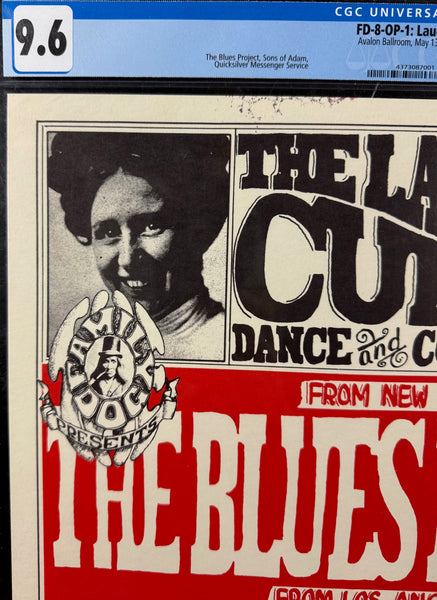 CGC UNIVERSA
9.6
FD-8-OP-1: Lau
Avalon Ballroom, May 13
The Blues Project, Sons of Adam,
Quicksilver Messenger Service
4373087001
THE LA
CU
DANCE and CO
FAMILY
DOG
PRESENTS
FROM NEW
THE BLUES
FROM LOS ANG